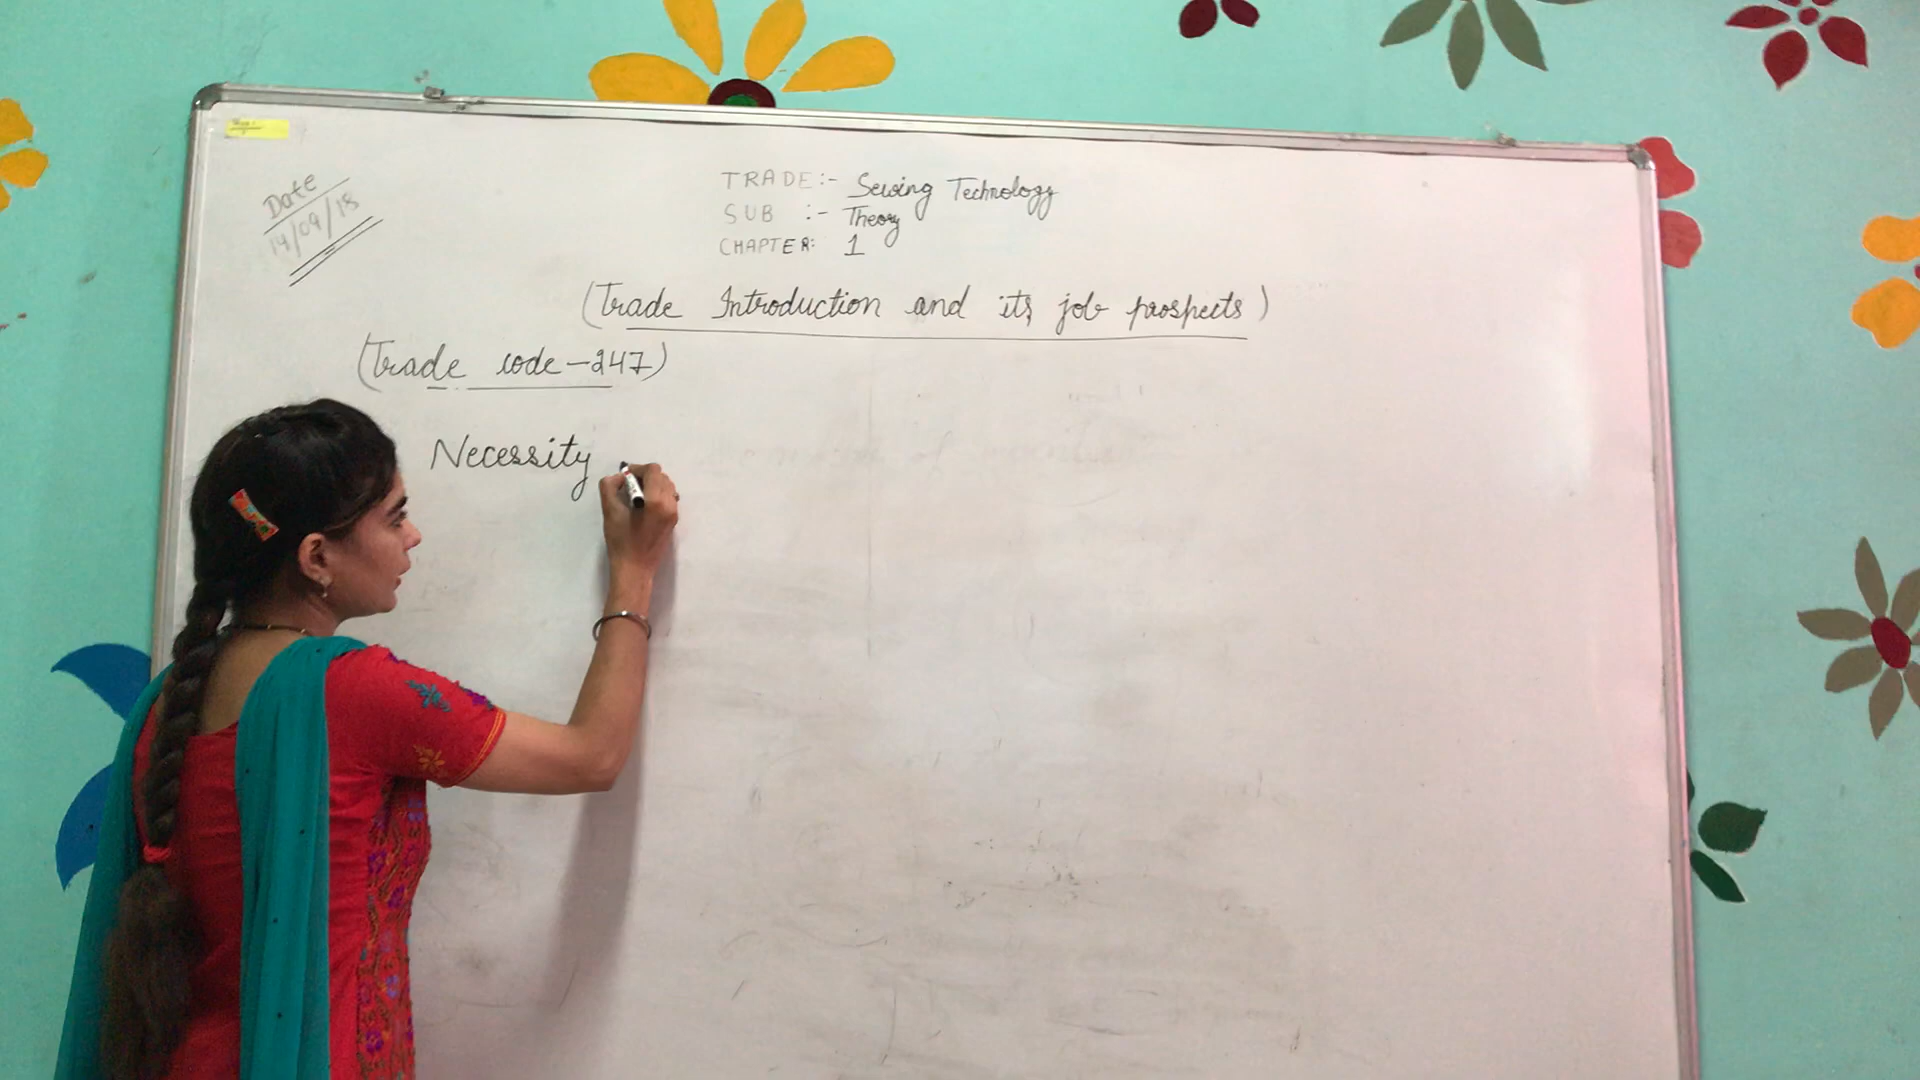 Date
14/09/18
TRADE:- Sewing Technology
SUB :- Theory
CHAPTER: 1
(Trade Introduction and its job prospects)
(Trade code-247)
Necessity